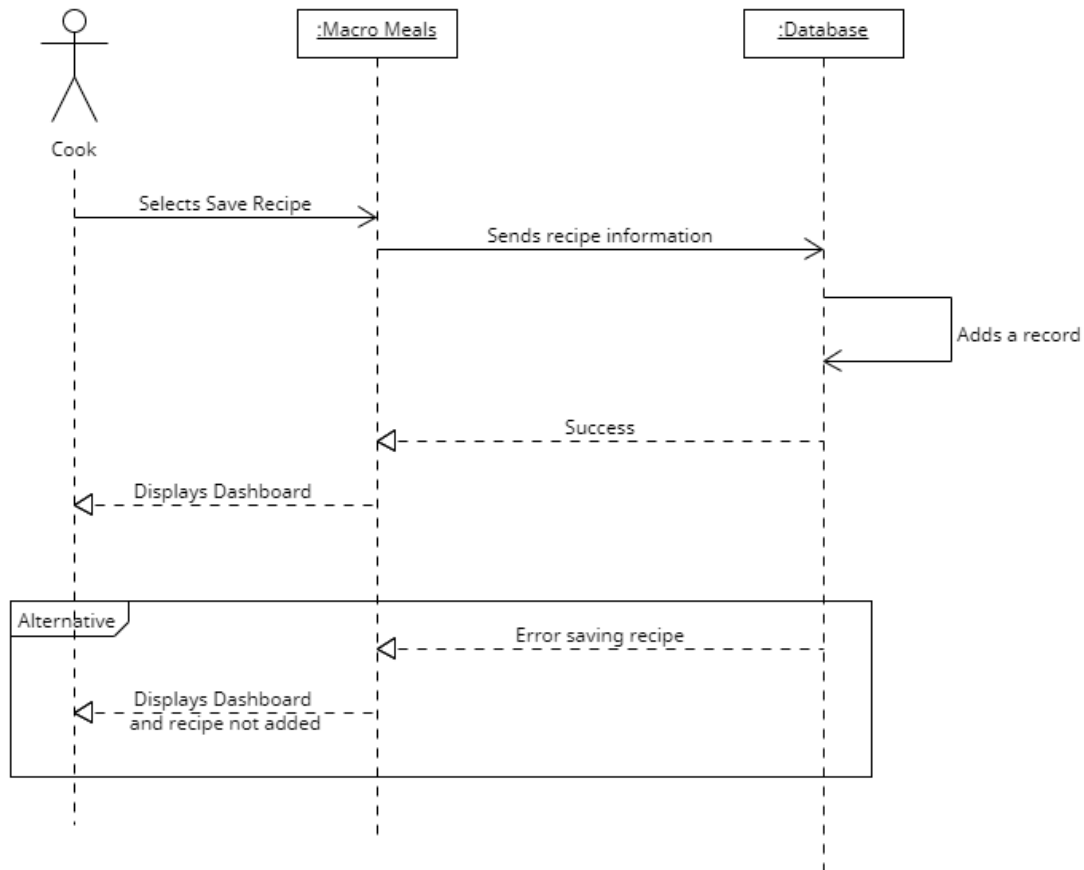 :Macro Meals
:Database
Cook
Selects Save Recipe
Sends recipe information
Adds a record
Success
Displays Dashboard
Alternative
Error saving recipe
Displays Dashboard
and recipe not added